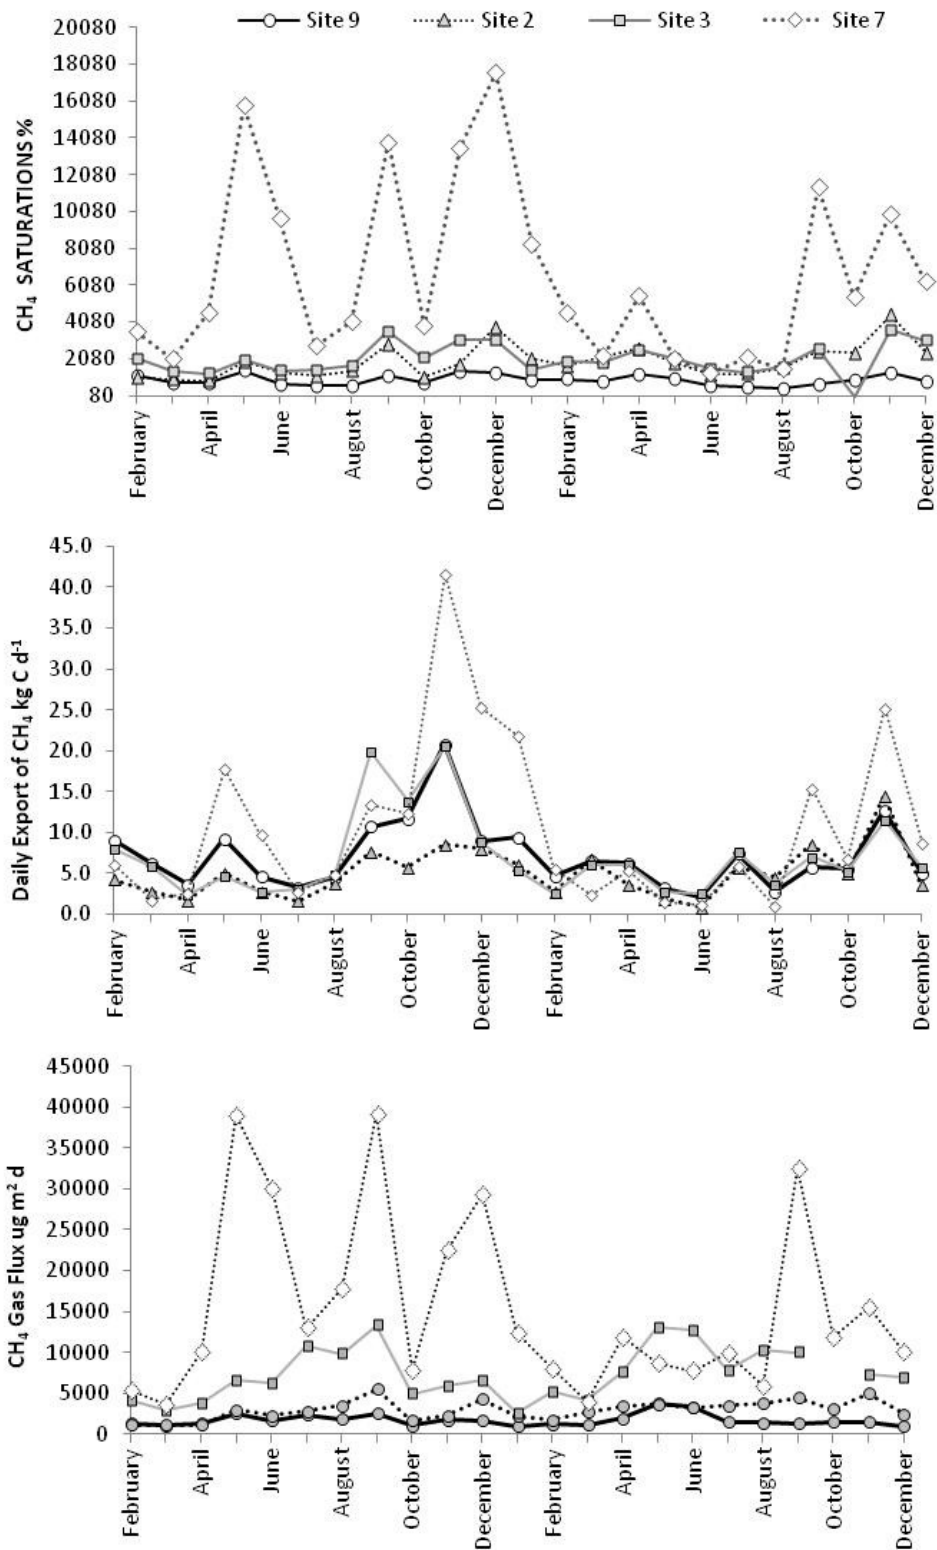 Site 9 Site 2 Site 3 Site 7
CH₄ SATURATIONS %
20080
18080
16080
14080
12080
10080
8080
6080
4080
2080
80
February
April
June
August
October
December
February
April
June
August
October
December
Daily Export of CH₄ kg C d⁻¹
45.0
40.0
35.0
30.0
25.0
20.0
15.0
10.0
5.0
0.0
February
April
June
August
October
December
February
April
June
August
October
December
CH₄ Gas Flux ug m² d
45000
40000
35000
30000
25000
20000
15000
10000
5000
0
February
April
June
August
October
December
February
April
June
August
October
December